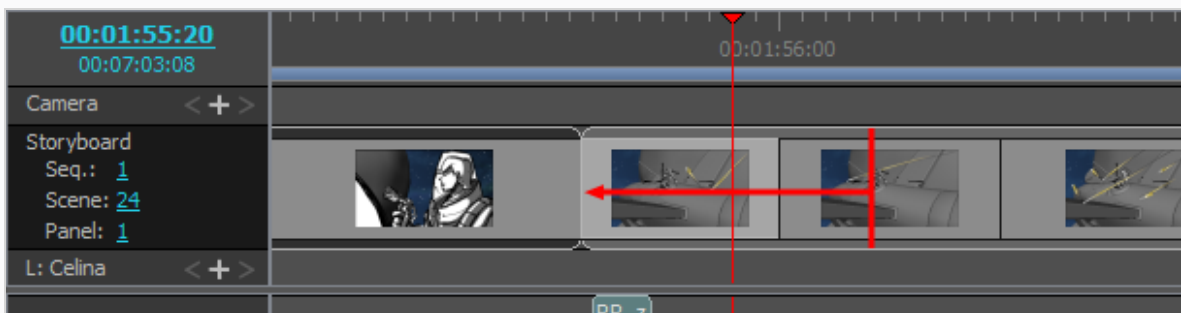 00:01:55:20
00:07:03:08
00:01:56:00
Camera < + >
Storyboard
Seq.: 1
Scene: 24
Panel: 1
L: Celina < + >